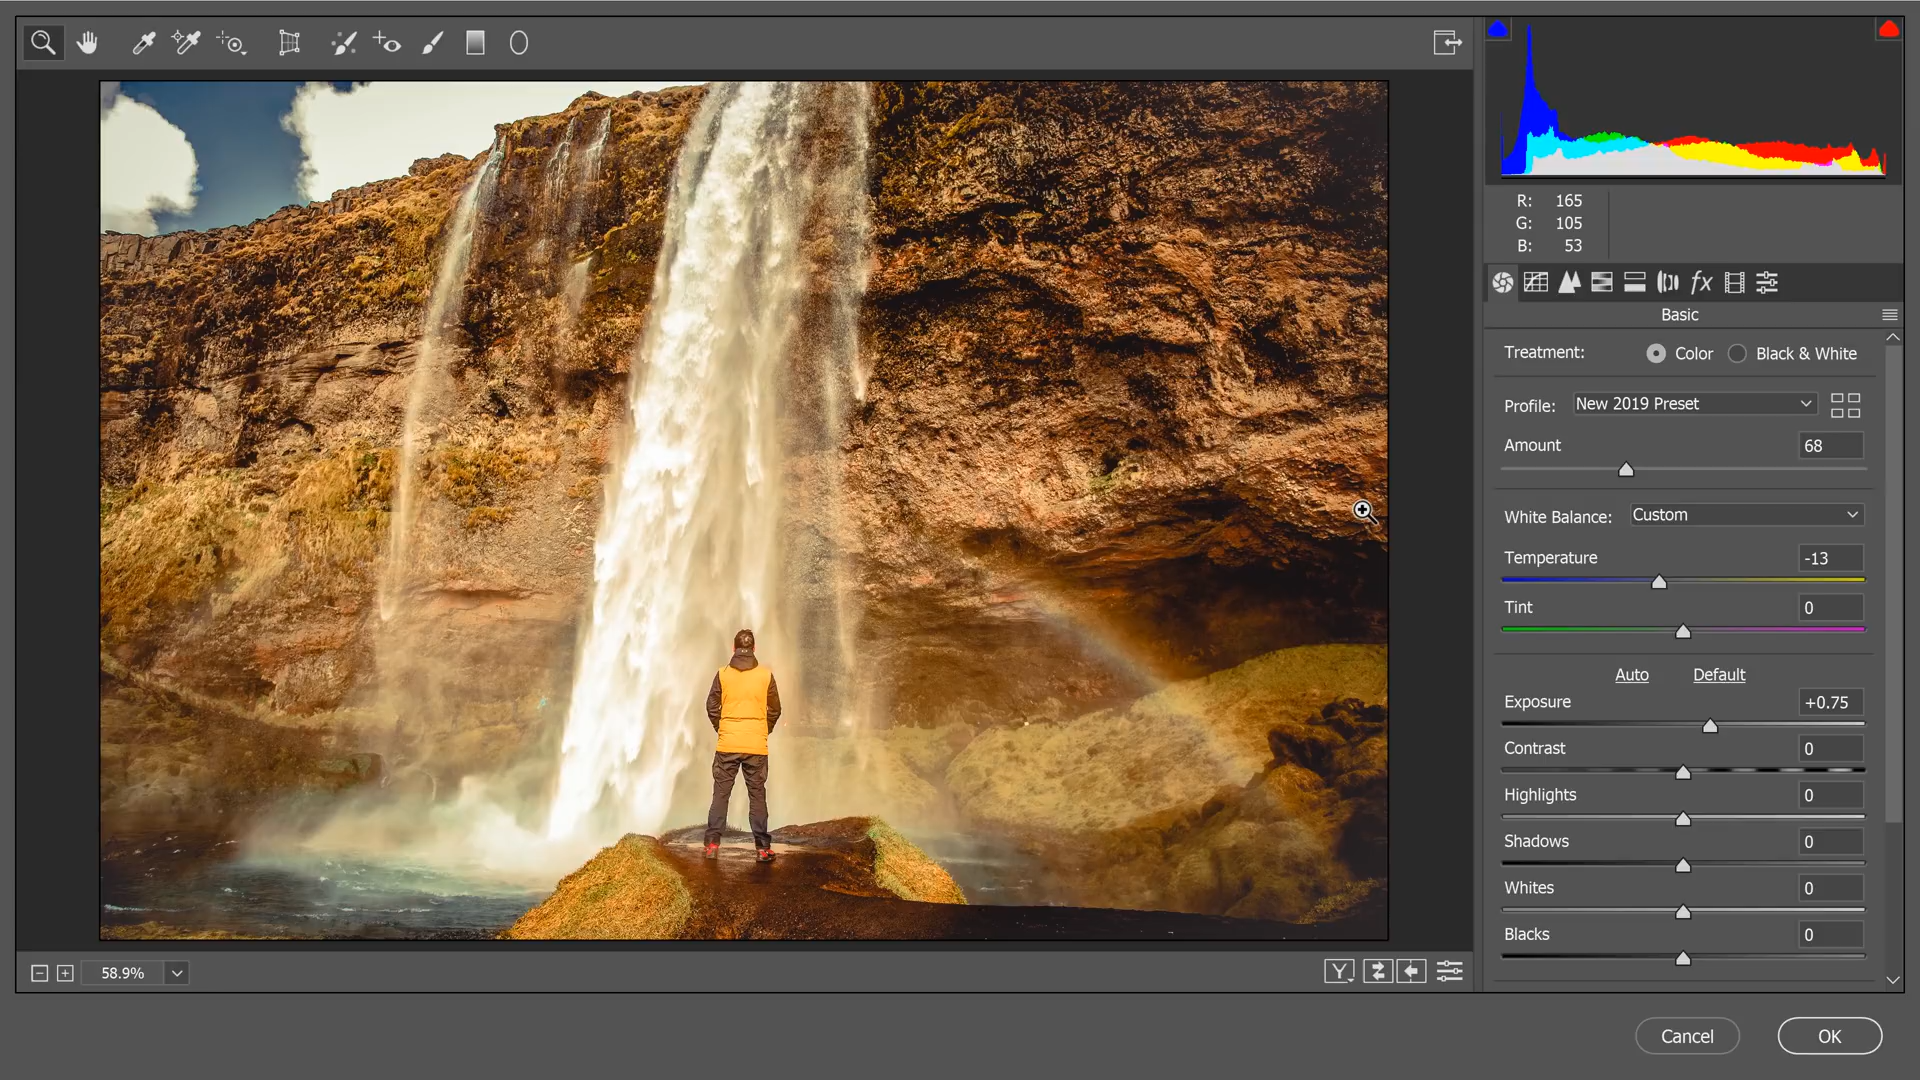 R: 165
G: 105
B: 53
fx
Basic
Treatment: Color Black & White
Profile: New 2019 Preset
Amount 68
White Balance: Custom
Temperature -13
Tint 0
Auto Default
Exposure +0.75
Contrast 0
Highlights 0
Shadows 0
Whites 0
Blacks 0
58.9% Y
Cancel OK